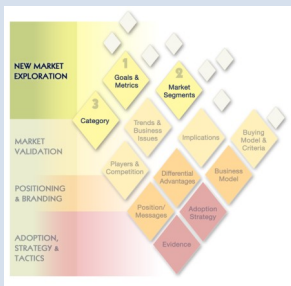 NEW MARKET
EXPLORATION
1
Goals &
Metrics
2
Market
Segments
3
Category
Trends &
Business
Issues
Implications
Buying
Model &
Criteria
MARKET
VALIDATION
Players &
Competition
Differential
Advantages
Business
Model
POSITIONING
& BRANDING
Position/
Messages
Adoption
Strategy
ADOPTION,
STRATEGY &
TACTICS
Evidence